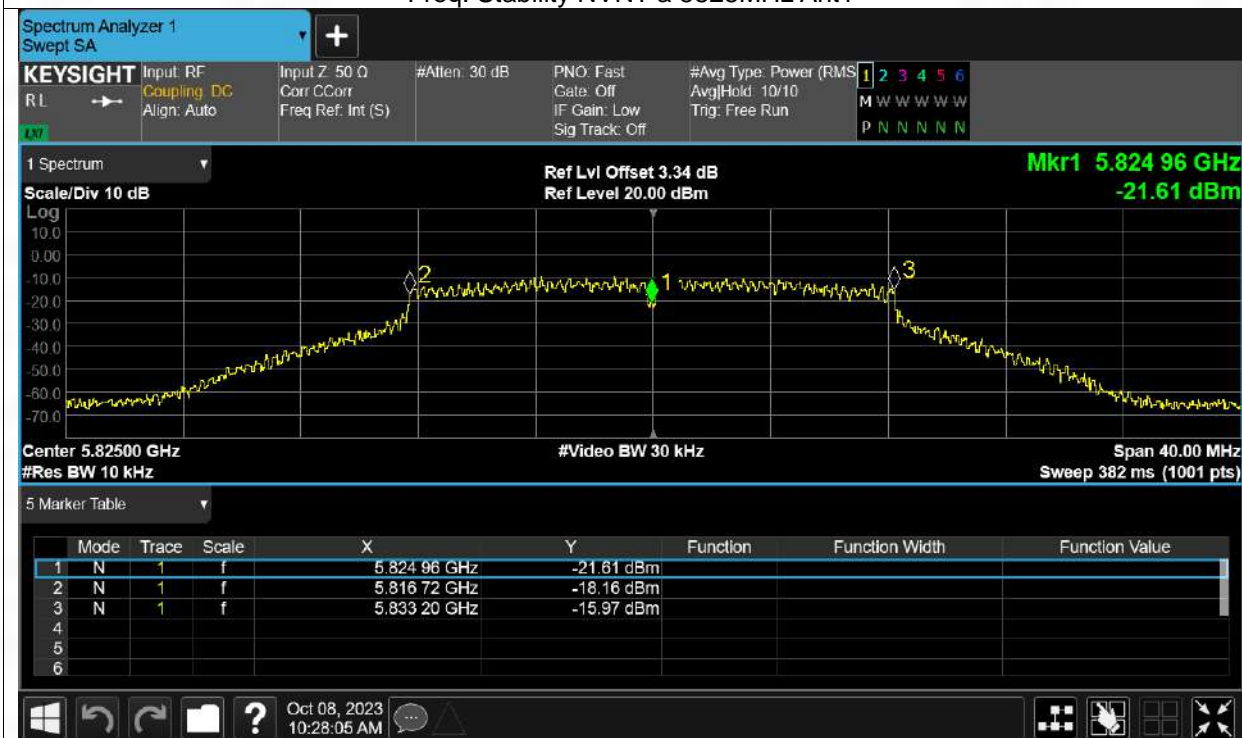 Freq. Stability NVNT a 5825MHz Ant1
Spectrum Analyzer 1
Swept SA
+
KEYSIGHT Input: RF Input Z: 50 Ω #Atten: 30 dB PNO: Fast #Avg Type: Power (RMS 1 2 3 4 5 6
RL Coupling: DC Corr CCorr Gate: Off Avg|Hold: 10/10 M W W W W W
Align: Auto Freq Ref: Int (S) IF Gain: Low Trig: Free Run
LXI Sig Track: Off P N N N N N
1 Spectrum Ref Lvl Offset 3.34 dB Mkr1 5.824 96 GHz
Scale/Div 10 dB Ref Level 20.00 dBm -21.61 dBm
Log
10.0
0.00
-10.0
-20.0
-30.0
-40.0
-50.0
-60.0
-70.0
2
1
3
Center 5.82500 GHz #Video BW 30 kHz Span 40.00 MHz
#Res BW 10 kHz Sweep 382 ms (1001 pts)
5 Marker Table
Mode Trace Scale X Y Function Function Width Function Value
1 N 1 f 5.824 96 GHz -21.61 dBm
2 N 1 f 5.816 72 GHz -18.16 dBm
3 N 1 f 5.833 20 GHz -15.97 dBm
4
5
6
? Oct 08, 2023
10:28:05 AM